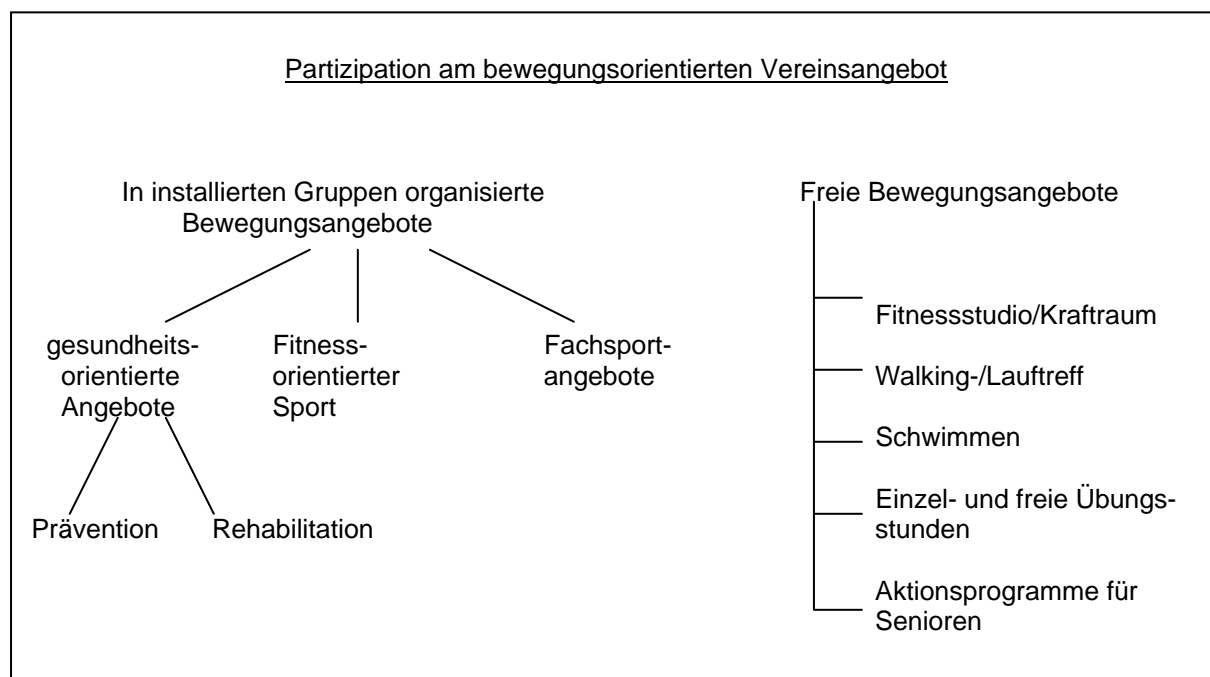 Partizipation am bewegungsorientierten Vereinsangebot
In installierten Gruppen organisierte
Bewegungsangebote
gesundheits-
orientierte
Angebote
Fitness-
orientierter
Sport
Fachsport-
angebote
Prävention
Rehabilitation
Freie Bewegungsangebote
Fitnessstudio/Kraftraum
Walking-/Lauftreff
Schwimmen
Einzel- und freie Übungs-
stunden
Aktionsprogramme für
Senioren